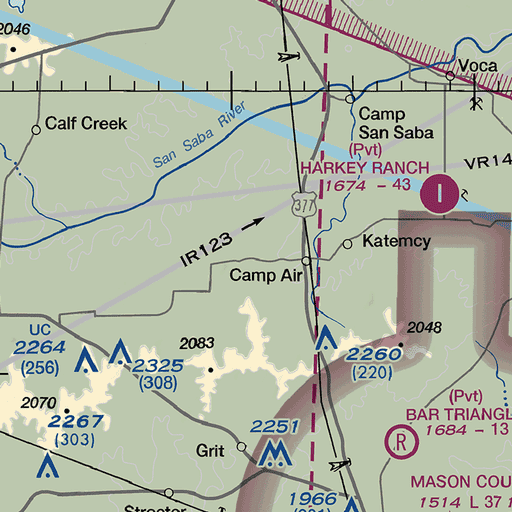 2046
Voca
Camp
San Saba
Calf Creek
San Saba River
(Pvt)
HARKEY RANCH
1674 - 43
VR14
I
377
IR123
Katemcy
Camp Air
UC
2264
(256)
2325
(308)
2083
2048
2260
(220)
2070
2267
(303)
(Pvt)
BAR TRIANGL
1684 - 13
R
2251
Grit
MASON COU
1514 L 37 1
Streeter
1966